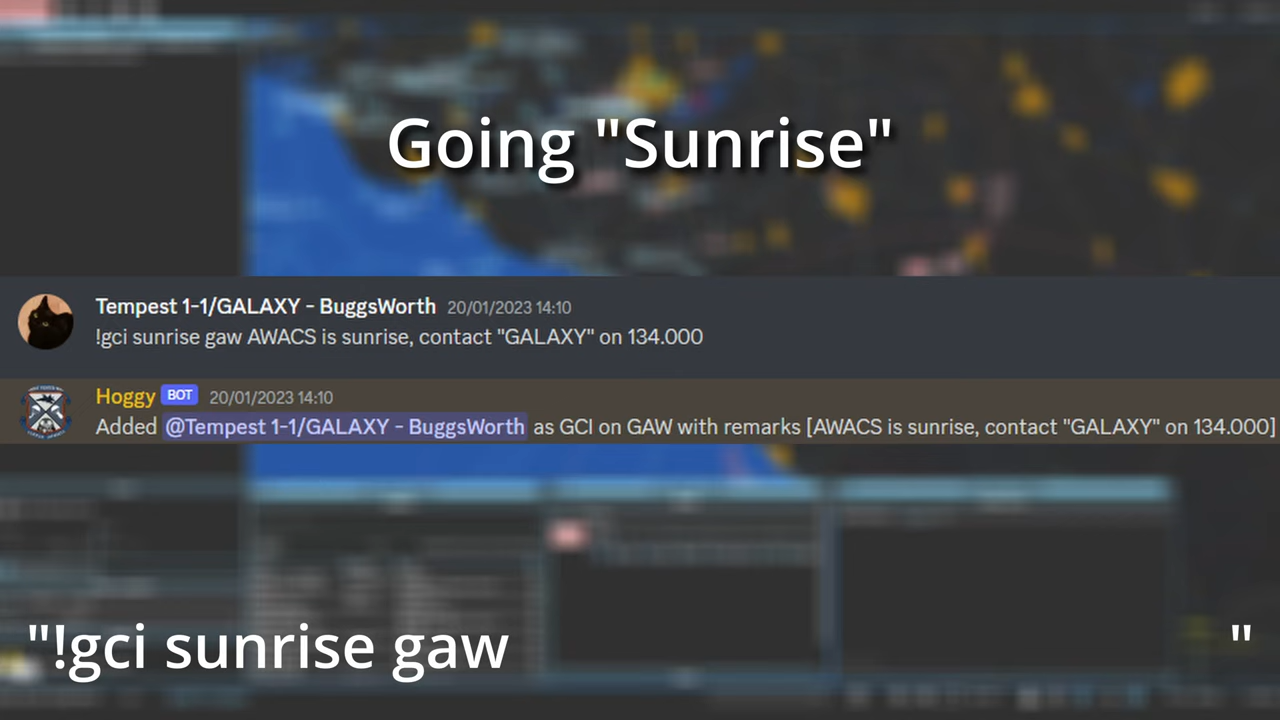 Going "Sunrise"
Tempest 1-1/GALAXY - BuggsWorth 20/01/2023 14:10
!gci sunrise gaw AWACS is sunrise, contact "GALAXY" on 134.000
Hoggy BOT 20/01/2023 14:10
Added @Tempest 1-1/GALAXY - BuggsWorth as GCI on GAW with remarks [AWACS is sunrise, contact "GALAXY" on 134.000]
"!gci sunrise gaw "